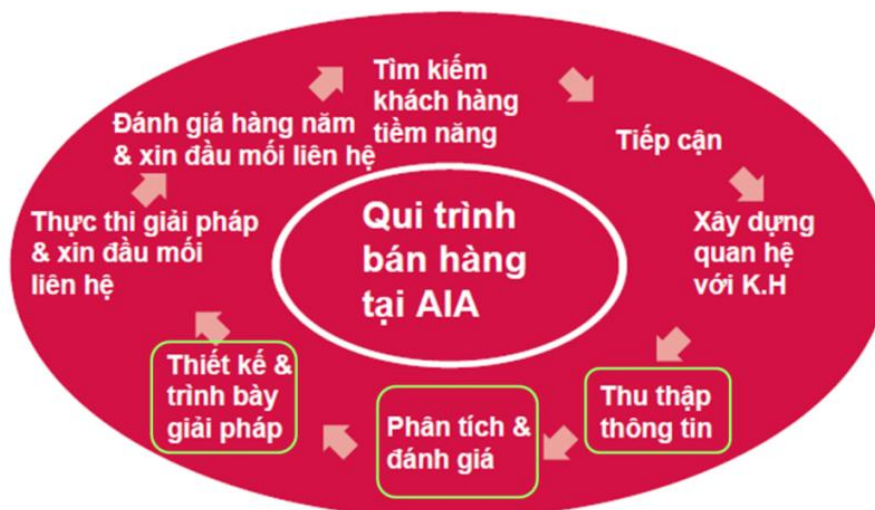 Tìm kiếm
khách hàng
tiềm năng
Tiếp cận
Xây dựng
quan hệ
với K.H
Thu thập
thông tin
Phân tích &
đánh giá
Thiết kế &
trình bày
giải pháp
Thực thi giải pháp
& xin đầu mối
liên hệ
Đánh giá hàng năm
& xin đầu mối liên hệ
Qui trình
bán hàng
tại AIA